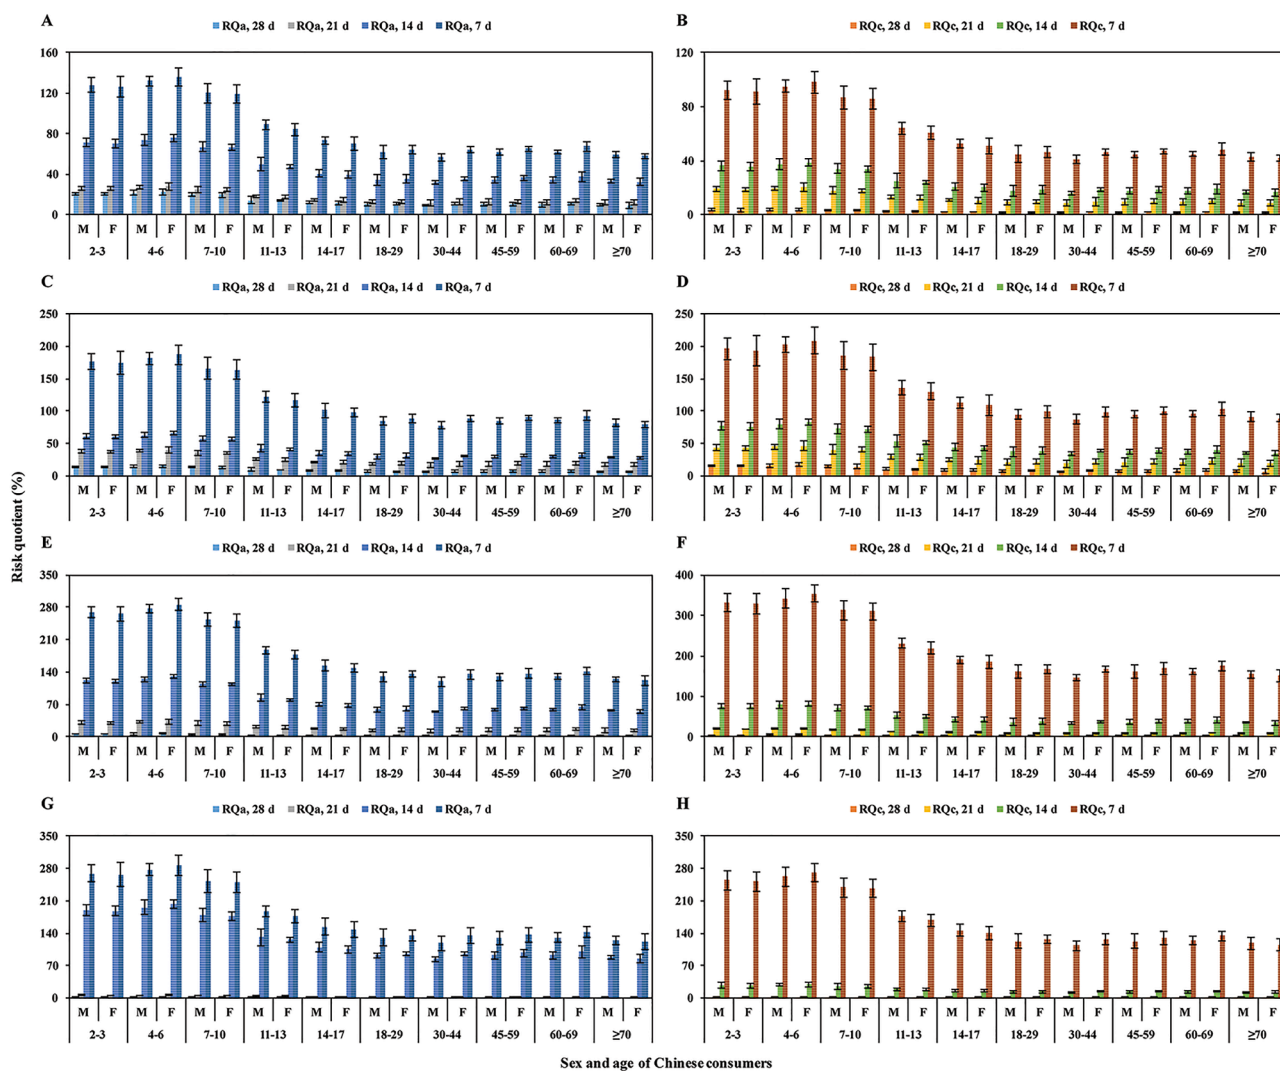 A
RQa, 28 d RQa, 21 d RQa, 14 d RQa, 7 d
160
120
80
40
0
M F M F M F M F M F M F M F M F M F M F
2-3 4-6 7-10 11-13 14-17 18-29 30-44 45-59 60-69 ≥70
B
RQc, 28 d RQc, 21 d RQc, 14 d RQc, 7 d
120
80
40
0
M F M F M F M F M F M F M F M F M F M F
2-3 4-6 7-10 11-13 14-17 18-29 30-44 45-59 60-69 ≥70
C
RQa, 28 d RQa, 21 d RQa, 14 d RQa, 7 d
250
200
150
100
50
0
M F M F M F M F M F M F M F M F M F M F
2-3 4-6 7-10 11-13 14-17 18-29 30-44 45-59 60-69 ≥70
D
RQc, 28 d RQc, 21 d RQc, 14 d RQc, 7 d
250
200
150
100
50
0
M F M F M F M F M F M F M F M F M F M F
2-3 4-6 7-10 11-13 14-17 18-29 30-44 45-59 60-69 ≥70
Risk quotient (%)
E
RQa, 28 d RQa, 21 d RQa, 14 d RQa, 7 d
350
280
210
140
70
0
M F M F M F M F M F M F M F M F M F M F
2-3 4-6 7-10 11-13 14-17 18-29 30-44 45-59 60-69 ≥70
F
RQc, 28 d RQc, 21 d RQc, 14 d RQc, 7 d
400
300
200
100
0
M F M F M F M F M F M F M F M F M F M F
2-3 4-6 7-10 11-13 14-17 18-29 30-44 45-59 60-69 ≥70
G
RQa, 28 d RQa, 21 d RQa, 14 d RQa, 7 d
350
280
210
140
70
0
M F M F M F M F M F M F M F M F M F M F
2-3 4-6 7-10 11-13 14-17 18-29 30-44 45-59 60-69 ≥70
H
RQc, 28 d RQc, 21 d RQc, 14 d RQc, 7 d
350
280
210
140
70
0
M F M F M F M F M F M F M F M F M F M F
2-3 4-6 7-10 11-13 14-17 18-29 30-44 45-59 60-69 ≥70
Sex and age of Chinese consumers